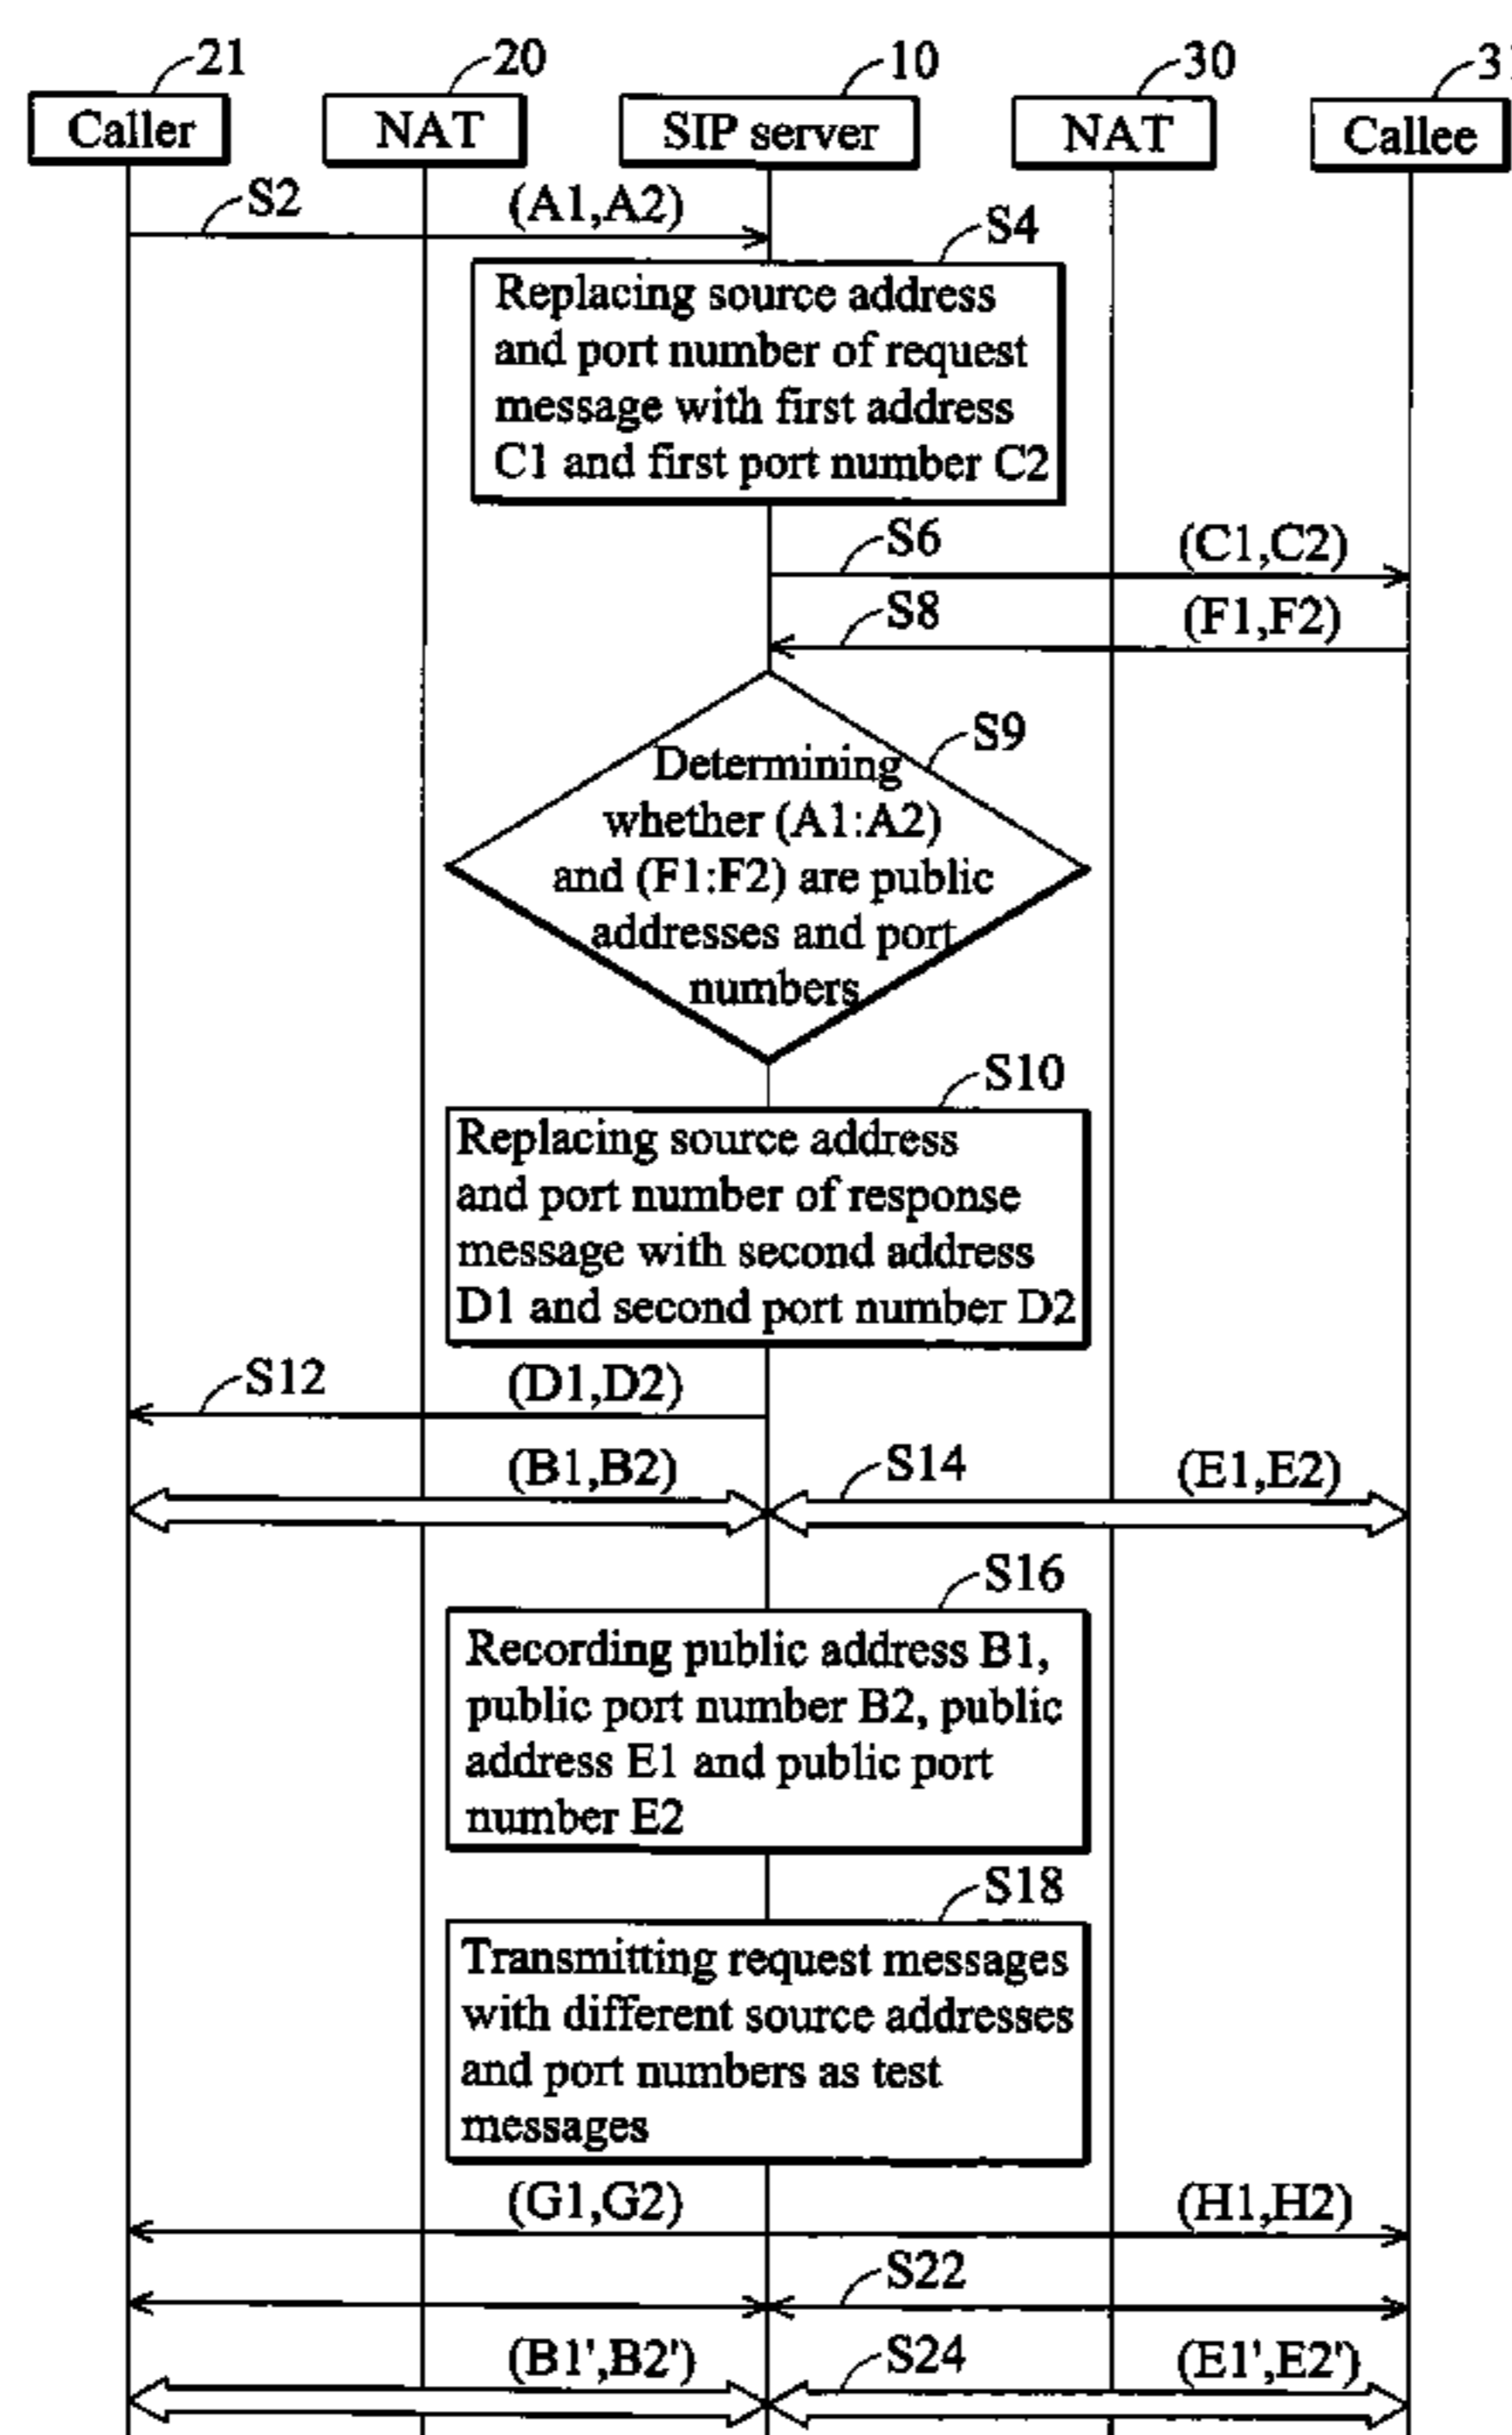 21
20
10
30
3
Caller
NAT
SIP server
NAT
Callee
S2
(A1,A2)
S4
Replacing source address
and port number of request
message with first address
C1 and first port number C2
S6
(C1,C2)
S8
(F1,F2)
S9
Determining
whether (A1:A2)
and (F1:F2) are public
addresses and port
numbers
S10
Replacing source address
and port number of response
message with second address
D1 and second port number D2
S12
(D1,D2)
(B1,B2)
S14
(E1,E2)
S16
Recording public address B1,
public port number B2, public
address E1 and public port
number E2
S18
Transmitting request messages
with different source addresses
and port numbers as test
messages
(G1,G2)
(H1,H2)
S22
(B1',B2')
S24
(E1',E2')